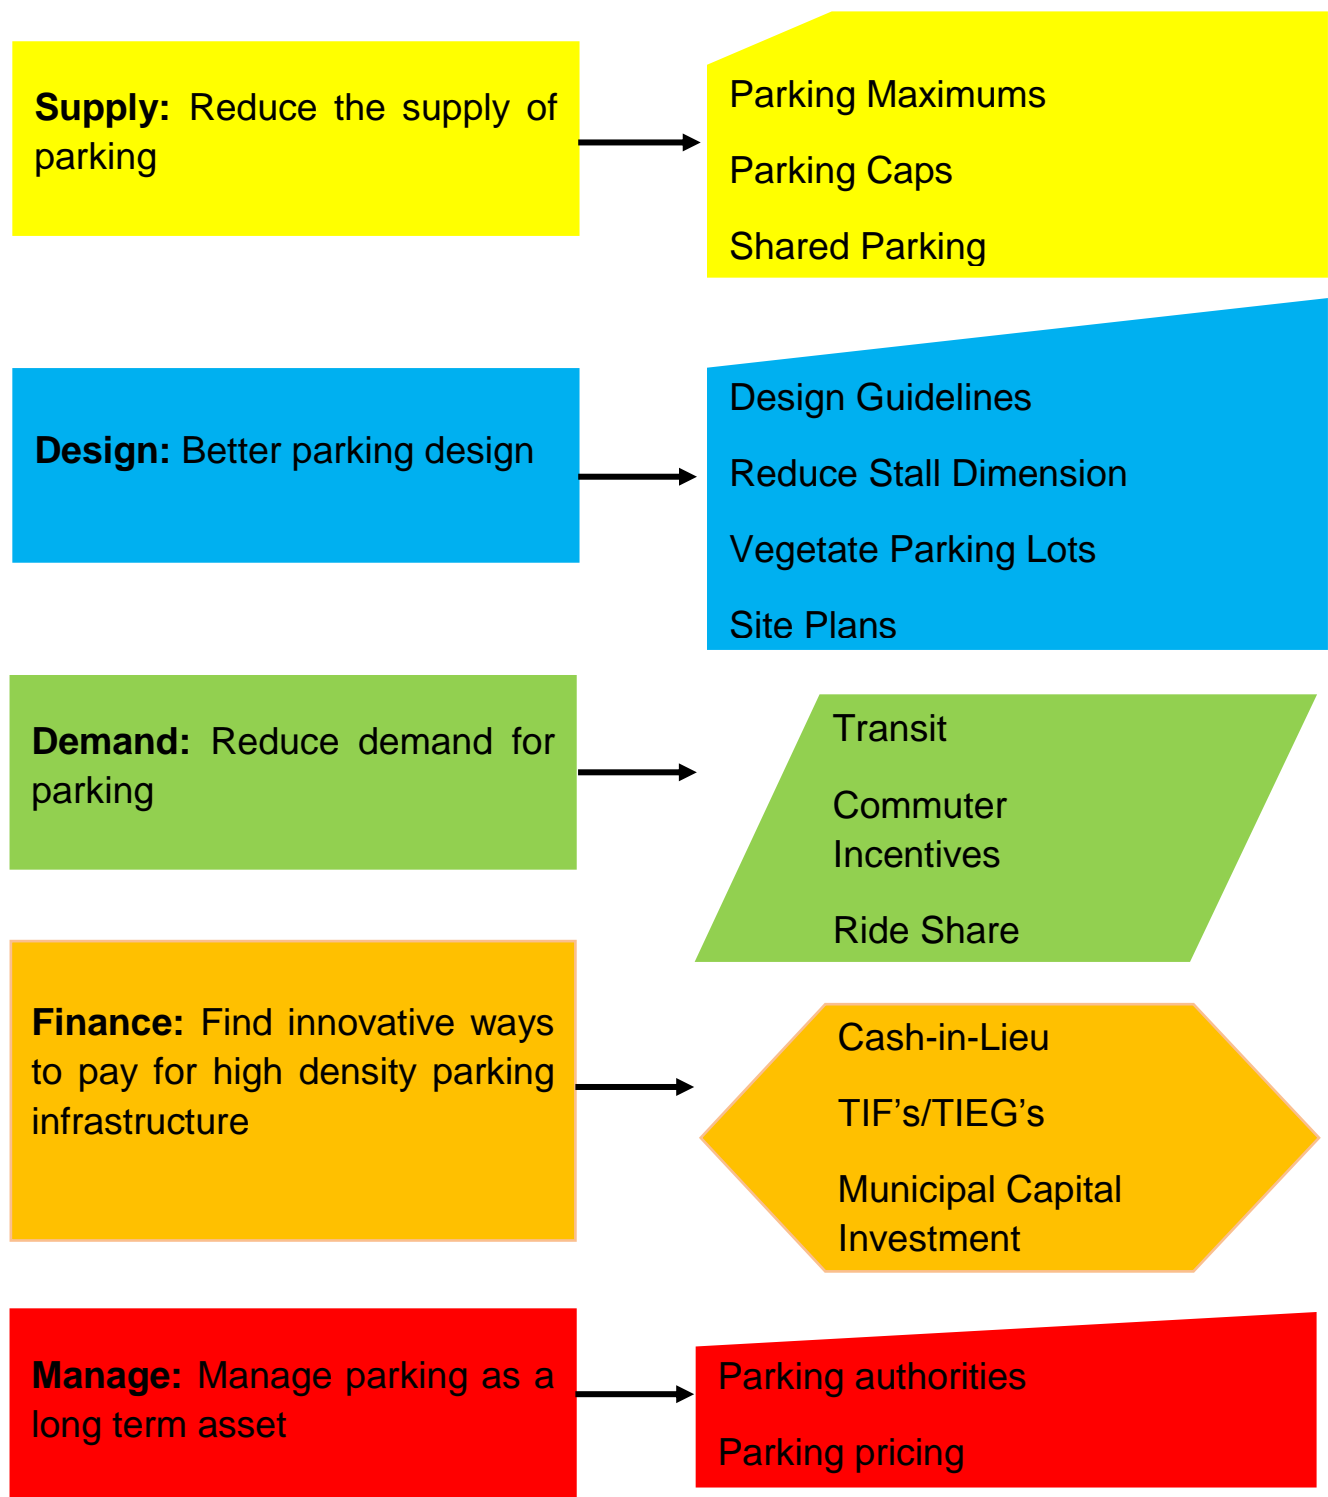 Supply: Reduce the supply of
parking
Parking Maximums
Parking Caps
Shared Parking
Design: Better parking design
Design Guidelines
Reduce Stall Dimension
Vegetate Parking Lots
Site Plans
Demand: Reduce demand for
parking
Transit
Commuter
Incentives
Ride Share
Finance: Find innovative ways
to pay for high density parking
infrastructure
Cash-in-Lieu
TIF’s/TIEG’s
Municipal Capital
Investment
Manage: Manage parking as a
long term asset
Parking authorities
Parking pricing